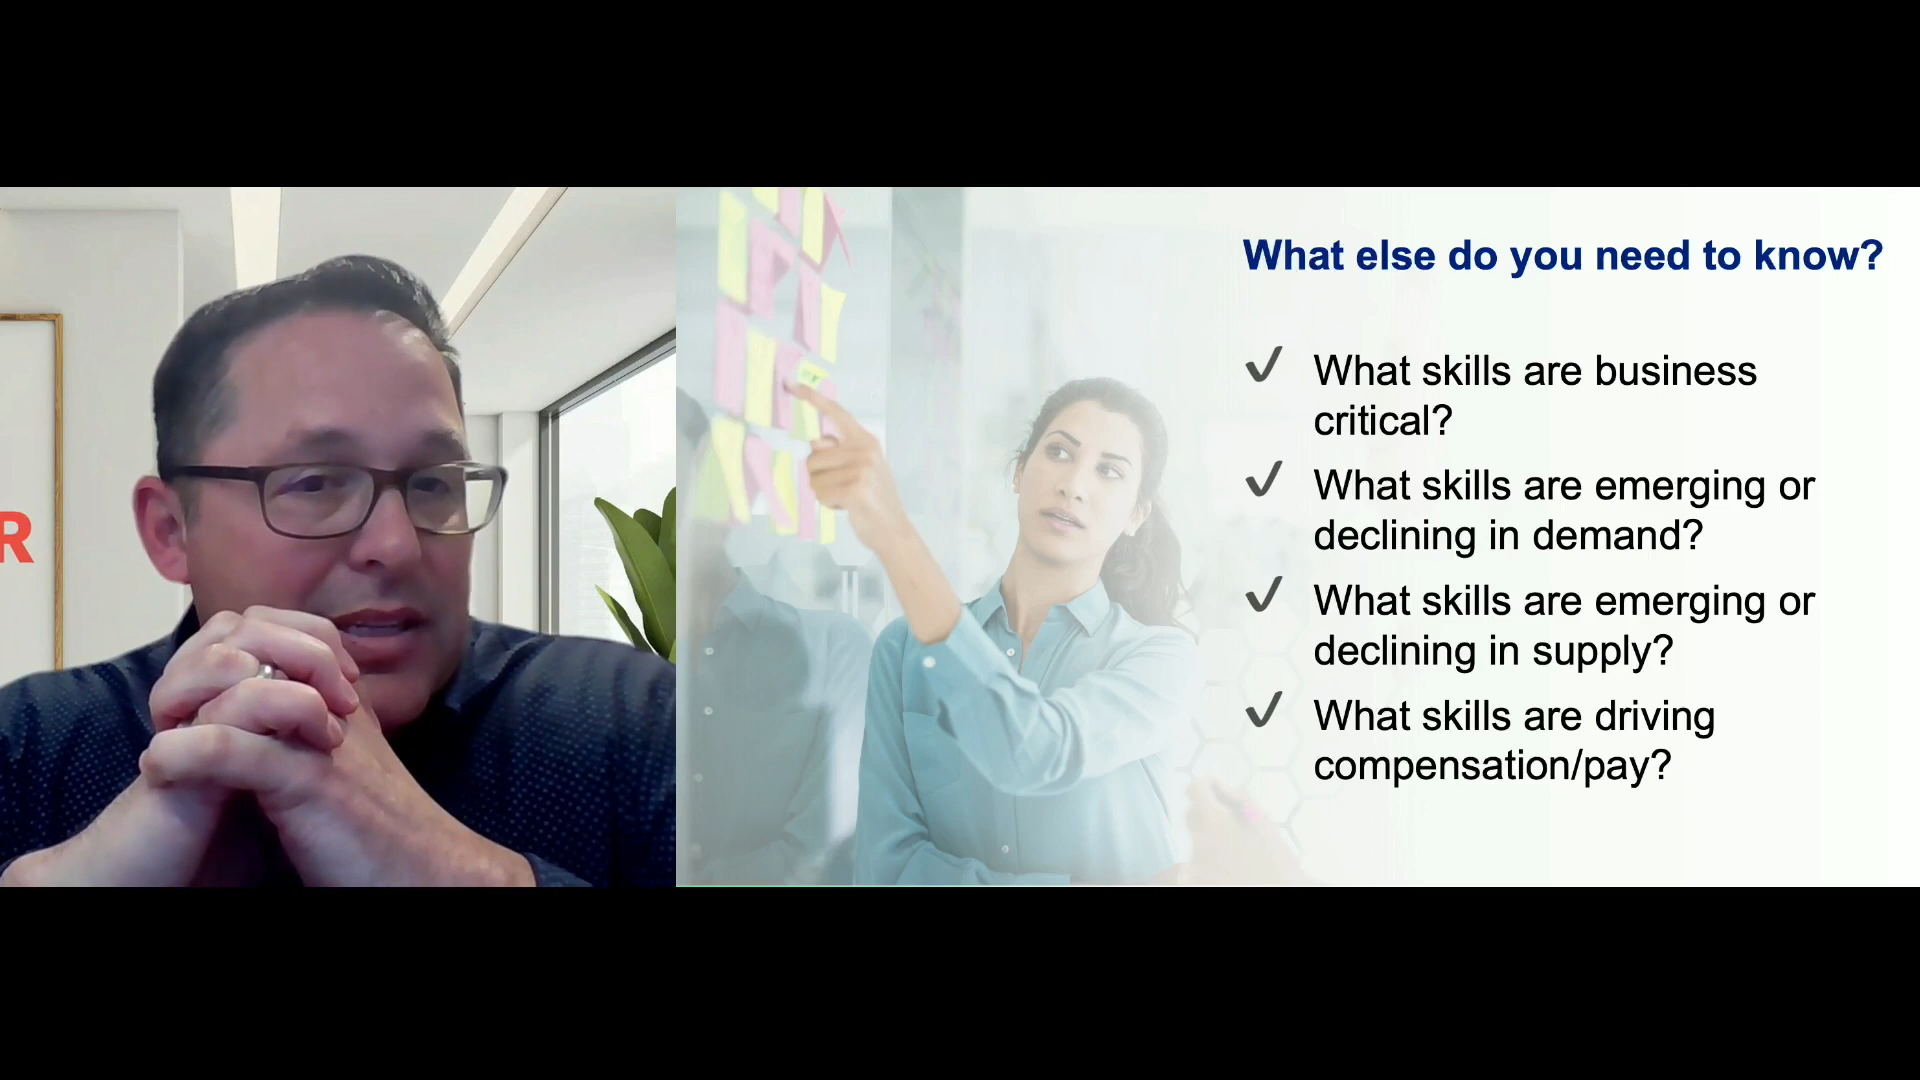 R
What else do you need to know?
✓ What skills are business
critical?
✓ What skills are emerging or
declining in demand?
✓ What skills are emerging or
declining in supply?
✓ What skills are driving
compensation/pay?